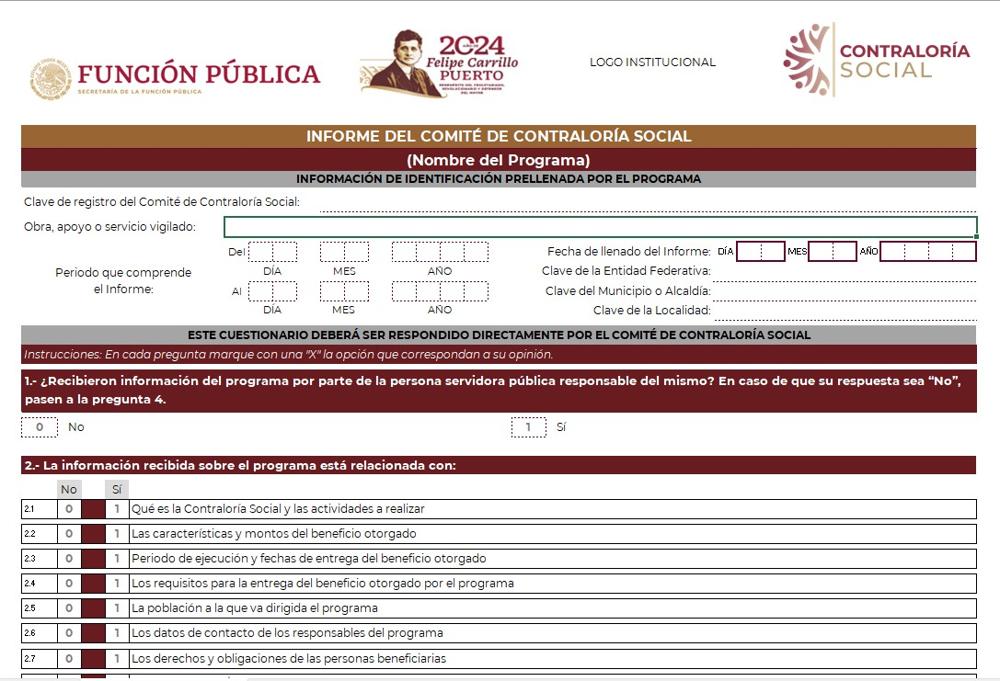 FUNCIÓN PÚBLICA
SECRETARÍA DE LA FUNCIÓN PÚBLICA
2024
AÑO DE
Felipe Carrillo
PUERTO
BENEMÉRITO DEL PROLETARIADO,
REVOLUCIONARIO Y DEFENSOR
DEL MAYAB
LOGO INSTITUCIONAL
CONTRALORÍA
SOCIAL
INFORME DEL COMITÉ DE CONTRALORÍA SOCIAL
(Nombre del Programa)
INFORMACIÓN DE IDENTIFICACIÓN PRELLENADA POR EL PROGRAMA
Clave de registro del Comité de Contraloría Social:
Obra, apoyo o servicio vigilado:
Periodo que comprende
el Informe:
Del
DÍA MES AÑO
Al
DÍA MES AÑO
Fecha de llenado del Informe: DÍA MES AÑO
Clave de la Entidad Federativa:
Clave del Municipio o Alcaldía:
Clave de la Localidad:
ESTE CUESTIONARIO DEBERÁ SER RESPONDIDO DIRECTAMENTE POR EL COMITÉ DE CONTRALORÍA SOCIAL
Instrucciones: En cada pregunta marque con una "X" la opción que correspondan a su opinión.
1.- ¿Recibieron información del programa por parte de la persona servidora pública responsable del mismo? En caso de que su respuesta sea “No”,
pasen a la pregunta 4.
0 No 1 Sí
2.- La información recibida sobre el programa está relacionada con:
No Sí
2.1 0 1 Qué es la Contraloría Social y las actividades a realizar
2.2 0 1 Las características y montos del beneficio otorgado
2.3 0 1 Periodo de ejecución y fechas de entrega del beneficio otorgado
2.4 0 1 Los requisitos para la entrega del beneficio otorgado por el programa
2.5 0 1 La población a la que va dirigida el programa
2.6 0 1 Los datos de contacto de los responsables del programa
2.7 0 1 Los derechos y obligaciones de las personas beneficiarias